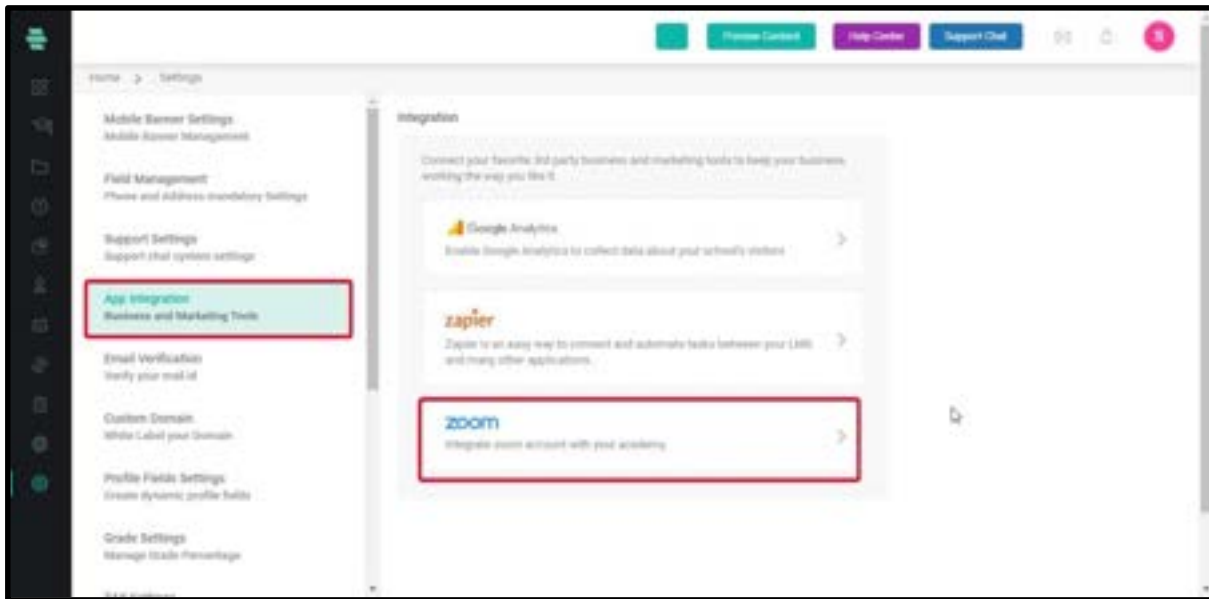 Preview Content
Help Center
Support Chat
Home > Settings
Mobile Banner Settings
Mobile Banner Management
Field Management
Phone and Address mandatory Settings
Support Settings
Support chat system settings
App Integration
Business and Marketing Tools
Email Verification
Verify your mail id
Custom Domain
White Label your Domain
Profile Fields Settings
Create dynamic profile fields
Grade Settings
Manage Grade Percentage
Integration
Connect your favorite 3rd party business and marketing tools to keep your business
working the way you like it
Google Analytics
Enable Google Analytics to collect data about your school's visitors
zapier
Zapier is an easy way to connect and automate tasks between your LMS
and many other applications.
zoom
Integrate zoom account with your academy